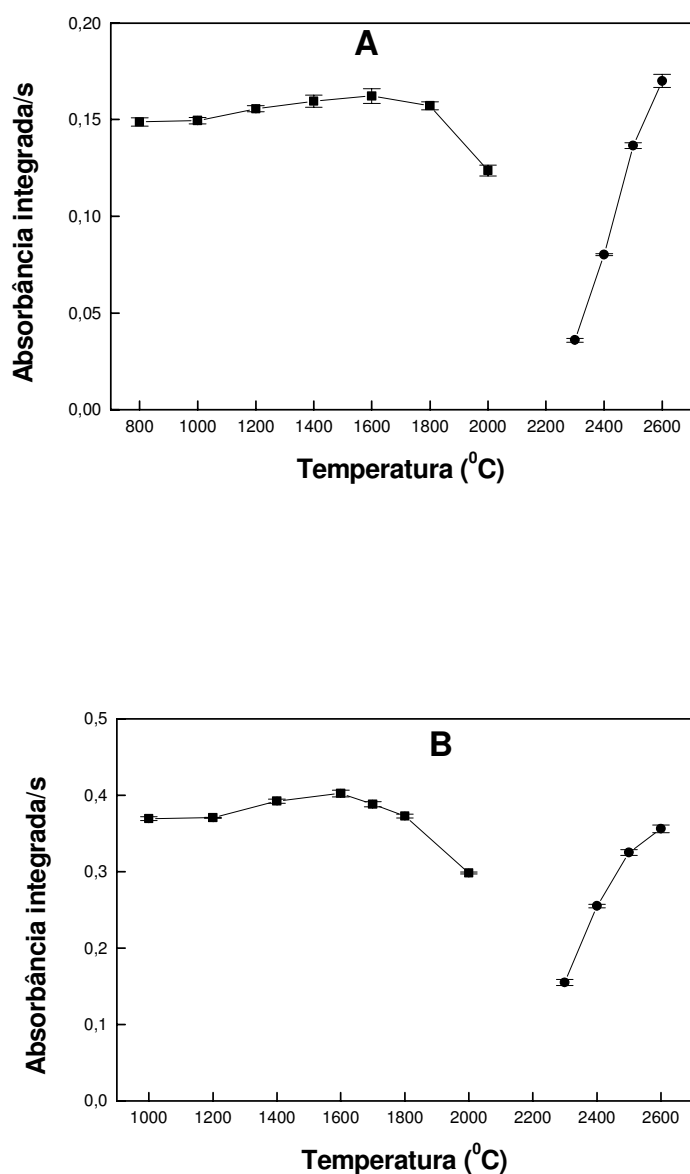 A
Absorbância integrada/s
0,20
0,15
0,10
0,05
0,00
800 1000 1200 1400 1600 1800 2000 2200 2400 2600
Temperatura (⁰C)
B
Absorbância integrada/s
0,5
0,4
0,3
0,2
0,1
0,0
1000 1200 1400 1600 1800 2000 2200 2400 2600
Temperatura (⁰C)